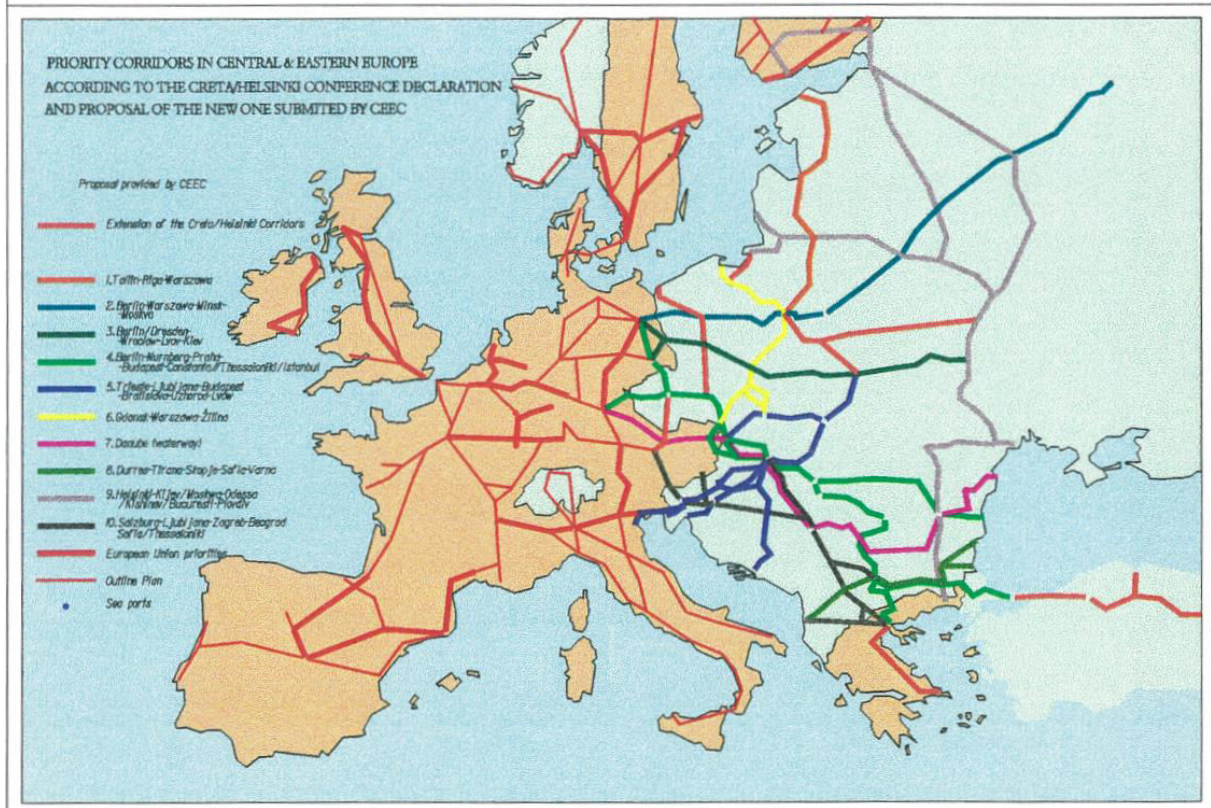 PRIORITY CORRIDORS IN CENTRAL & EASTERN EUROPE
ACCORDING TO THE CRETA/HELSINKI CONFERENCE DECLARATION
AND PROPOSAL OF THE NEW ONE SUBMITED BY CEEC
Proposal provided by CEEC
Extension of the Creta/Helsinki Corridors
1.Tallin-Riga-Warszawa
2.Berlin-Warszawa-Minsk-
-Moskva
3.Berlin/Dresden-
-Wroclaw-Lvov-Kiev
4.Berlin-Nurnberg-Praha-
-Budapest-Constanta/Thessaloniki/Istanbul
5.Trieste-Ljubljana-Budapest
-Bratislava-Uzhorod-Lvow
6.Gdansk-Warszawa-Žilina
7.Danube (waterway)
8.Durres-Tirana-Skopje-Sofia-Varna
9.Helsinki-Kijev/Moskwa-Odessa
/Kishinev/Bucuresti-Plovdiv
10.Salzburg-Ljubljana-Zagreb-Beograd
Sofia/Thessaloniki
European Union priorities
Outline Plan
Sea ports